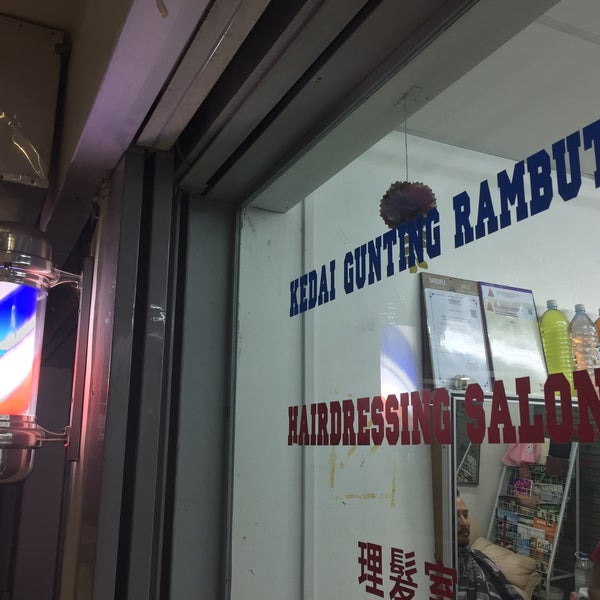 KEDAI GUNTING RAMBUT
HAIRDRESSING SALON
理髮室